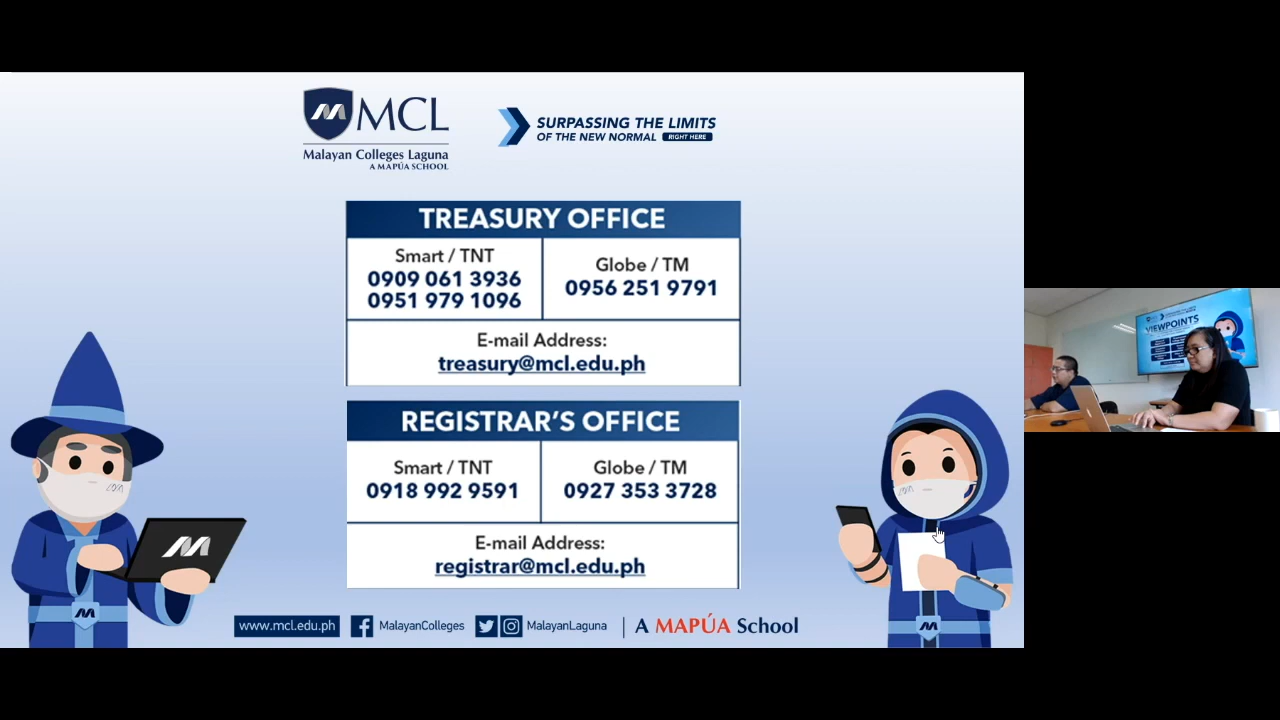 MCL
Malayan Colleges Laguna
A MAPÚA SCHOOL
SURPASSING THE LIMITS
OF THE NEW NORMAL RIGHT HERE
TREASURY OFFICE
Smart / TNT
0909 061 3936
0951 979 1096
Globe / TM
0956 251 9791
E-mail Address:
treasury@mcl.edu.ph
REGISTRAR'S OFFICE
Smart / TNT
0918 992 9591
Globe / TM
0927 353 3728
E-mail Address:
registrar@mcl.edu.ph
www.mcl.edu.ph
MalayanColleges
MalayanLaguna
A MAPÚA School
VIEWPOINTS